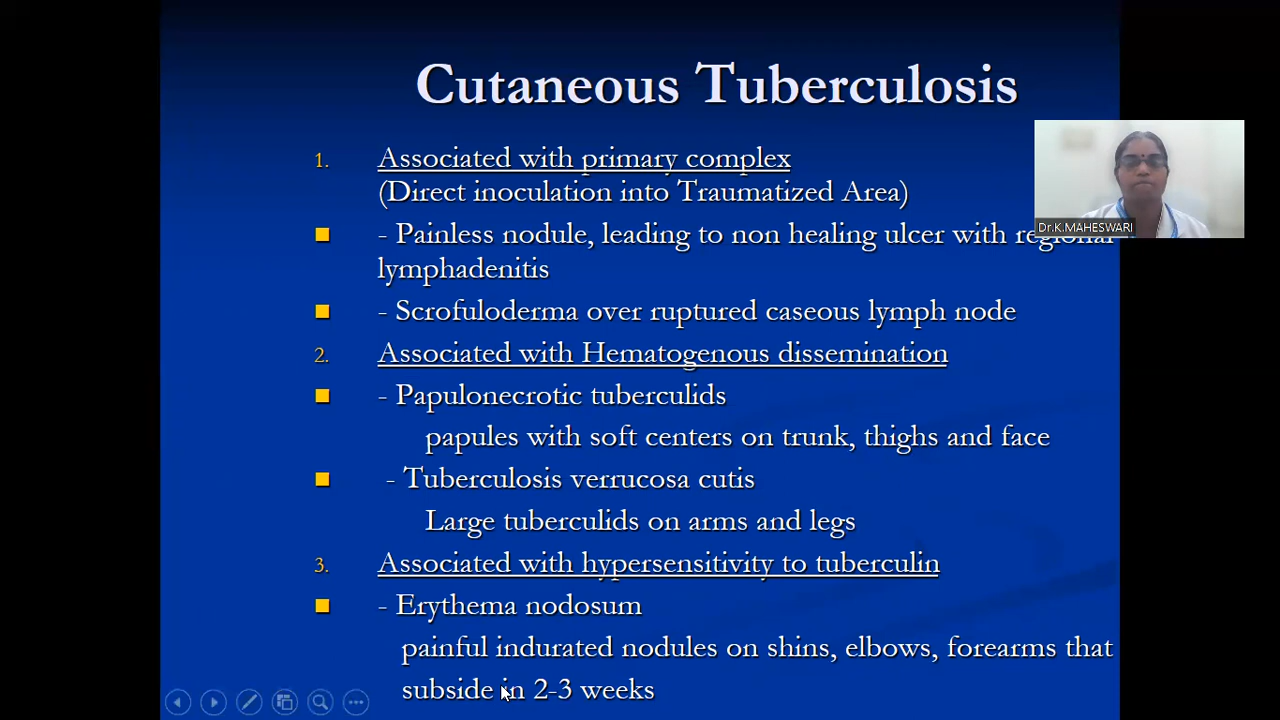 Cutaneous Tuberculosis
1. Associated with primary complex
(Direct inoculation into Traumatized Area)
- Painless nodule, leading to non healing ulcer with regional
lymphadenitis
- Scrofuloderma over ruptured caseous lymph node
2. Associated with Hematogenous dissemination
- Papulonecrotic tuberculids
papules with soft centers on trunk, thighs and face
- Tuberculosis verrucosa cutis
Large tuberculids on arms and legs
3. Associated with hypersensitivity to tuberculin
- Erythema nodosum
painful indurated nodules on shins, elbows, forearms that
subside in 2-3 weeks
Dr.K.MAHESWARI